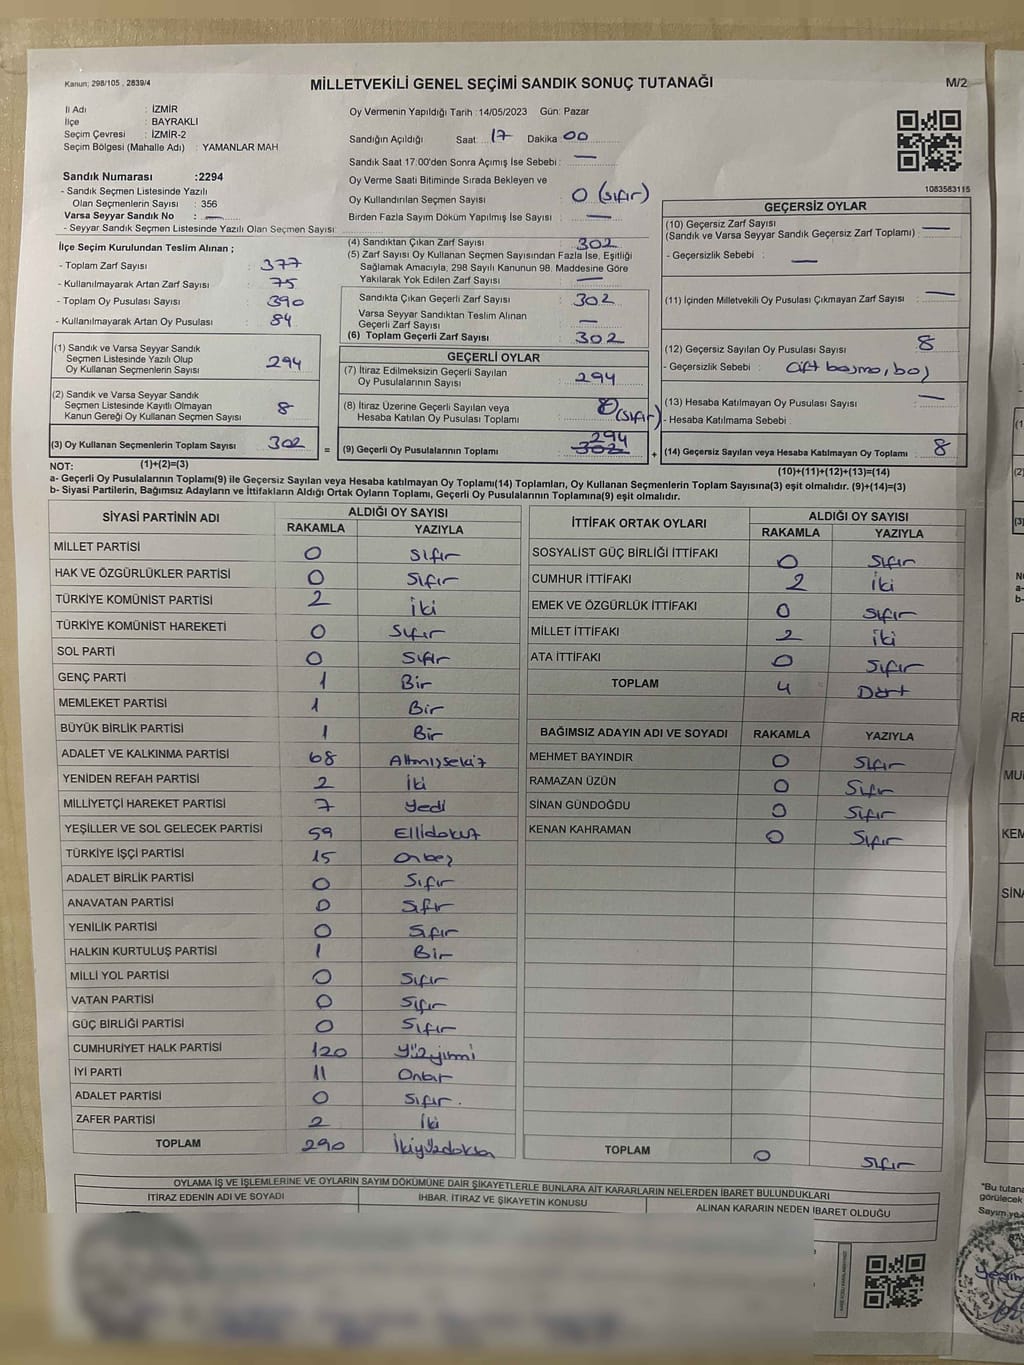 Kanun: 298/105 , 2839/4
MİLLETVEKİLİ GENEL SEÇİMİ SANDIK SONUÇ TUTANAĞI
M/2
İl Adı : İZMİR
İlçe : BAYRAKLI
Seçim Çevresi : İZMİR-2
Seçim Bölgesi (Mahalle Adı) : YAMANLAR MAH
Oy Vermenin Yapıldığı Tarih :14/05/2023 Gün: Pazar
Sandığın Açıldığı Saat: 17 Dakika 00
Sandık Saat 17:00'den Sonra Açımış İse Sebebi : —
Oy Verme Saati Bitiminde Sırada Bekleyen ve
Oy Kullandırılan Seçmen Sayısı 0 (sıfır)
Birden Fazla Sayım Döküm Yapılmış İse Sayısı : —
1083583115
Sandık Numarası :2294
- Sandık Seçmen Listesinde Yazılı
Olan Seçmenlerin Sayısı : 356
Varsa Seyyar Sandık No : —
- Seyyar Sandık Seçmen Listesinde Yazılı Olan Seçmen Sayısı:
İlçe Seçim Kurulundan Teslim Alınan ;
- Toplam Zarf Sayısı : 377
- Kullanılmayarak Artan Zarf Sayısı : 75
- Toplam Oy Pusulası Sayısı : 390
- Kullanılmayarak Artan Oy Pusulası : 84
(1) Sandık ve Varsa Seyyar Sandık
Seçmen Listesinde Yazılı Olup
Oy Kullanan Seçmenlerin Sayısı : 294
(2) Sandık ve Varsa Seyyar Sandık
Seçmen Listesinde Kayıtlı Olmayan
Kanun Gereği Oy Kullanan Seçmen Sayısı : 8
(3) Oy Kullanan Seçmenlerin Toplam Sayısı : 302 =
(1)+(2)=(3)
(4) Sandıktan Çıkan Zarf Sayısı : 302
(5) Zarf Sayısı Oy Kullanan Seçmen Sayısından Fazla İse, Eşitliği
Sağlamak Amacıyla, 298 Sayılı Kanunun 98. Maddesine Göre
Yakılarak Yok Edilen Zarf Sayısı : —
Sandıkta Çıkan Geçerli Zarf Sayısı : 302
Varsa Seyyar Sandıktan Teslim Alınan
Geçerli Zarf Sayısı : —
(6) Toplam Geçerli Zarf Sayısı : 302
GEÇERLİ OYLAR
(7) İtiraz Edilmeksizin Geçerli Sayılan
Oy Pusulalarının Sayısı : 294
(8) İtiraz Üzerine Geçerli Sayılan veya
Hesaba Katılan Oy Pusulası Toplamı : 0 (sıfır)
294
(9) Geçerli Oy Pusulalarının Toplamı : 302 +
GEÇERSİZ OYLAR
(10) Geçersiz Zarf Sayısı
(Sandık ve Varsa Seyyar Sandık Geçersiz Zarf Toplamı) : —
- Geçersizlik Sebebi : —
(11) İçinden Milletvekili Oy Pusulası Çıkmayan Zarf Sayısı : —
(12) Geçersiz Sayılan Oy Pusulası Sayısı : 8
- Geçersizlik Sebebi : Çift basma, boş
(13) Hesaba Katılmayan Oy Pusulası Sayısı : —
- Hesaba Katılmama Sebebi :
(14) Geçersiz Sayılan veya Hesaba Katılmayan Oy Toplamı : 8
(10)+(11)+(12)+(13)=(14)
NOT:
a- Geçerli Oy Pusulalarının Toplamı(9) ile Geçersiz Sayılan veya Hesaba katılmayan Oy Toplamı(14) Toplamları, Oy Kullanan Seçmenlerin Toplam Sayısına(3) eşit olmalıdır. (9)+(14)=(3)
b- Siyasi Partilerin, Bağımsız Adayların ve İttifakların Aldığı Ortak Oyların Toplamı, Geçerli Oy Pusulalarının Toplamına(9) eşit olmalıdır.
SİYASİ PARTİNİN ADI ALDIĞI OY SAYISI
RAKAMLA YAZIYLA
MİLLET PARTİSİ 0 Sıfır
HAK VE ÖZGÜRLÜKLER PARTİSİ 0 Sıfır
TÜRKİYE KOMÜNİST PARTİSİ 2 iki
TÜRKİYE KOMÜNİST HAREKETİ 0 Sıfır
SOL PARTİ 0 Sıfır
GENÇ PARTİ 1 Bir
MEMLEKET PARTİSİ 1 Bir
BÜYÜK BİRLİK PARTİSİ 1 Bir
ADALET VE KALKINMA PARTİSİ 68 Altmışsekiz
YENİDEN REFAH PARTİSİ 2 İki
MİLLİYETÇİ HAREKET PARTİSİ 7 Yedi
YEŞİLLER VE SOL GELECEK PARTİSİ 59 Ellidokuz
TÜRKİYE İŞÇİ PARTİSİ 15 Onbeş
ADALET BİRLİK PARTİSİ 0 Sıfır
ANAVATAN PARTİSİ 0 Sıfır
YENİLİK PARTİSİ 0 Sıfır
HALKIN KURTULUŞ PARTİSİ 1 Bir
MİLLİ YOL PARTİSİ 0 Sıfır
VATAN PARTİSİ 0 Sıfır
GÜÇ BİRLİĞİ PARTİSİ 0 Sıfır
CUMHURİYET HALK PARTİSİ 120 Yüzyirmi
İYİ PARTİ 11 Onbir
ADALET PARTİSİ 0 Sıfır.
ZAFER PARTİSİ 2 İki
TOPLAM 290 İkiyüzdoksan
İTTİFAK ORTAK OYLARI ALDIĞI OY SAYISI
RAKAMLA YAZIYLA
SOSYALİST GÜÇ BİRLİĞİ İTTİFAKI 0 Sıfır
CUMHUR İTTİFAKI 2 İki
EMEK VE ÖZGÜRLÜK İTTİFAKI 0 Sıfır
MİLLET İTTİFAKI 2 İki
ATA İTTİFAKI 0 Sıfır
TOPLAM 4 Dört
BAĞIMSIZ ADAYIN ADI VE SOYADI RAKAMLA YAZIYLA
MEHMET BAYINDIR 0 Sıfır
RAMAZAN ÜZÜN 0 Sıfır
SİNAN GÜNDOĞDU 0 Sıfır
KENAN KAHRAMAN 0 Sıfır
TOPLAM 0 Sıfır
OYLAMA İŞ VE İŞLEMLERİNE VE OYLARIN SAYIM DÖKÜMÜNE DAİR ŞİKAYETLERLE BUNLARA AİT KARARLARIN NELERDEN İBARET BULUNDUKLARI
İTİRAZ EDENİN ADI VE SOYADI İHBAR, İTİRAZ VE ŞİKAYETİN KONUSU ALINAN KARARIN NEDEN İBARET OLDUĞU
"Bu tutana
görülecek
Sayım ve